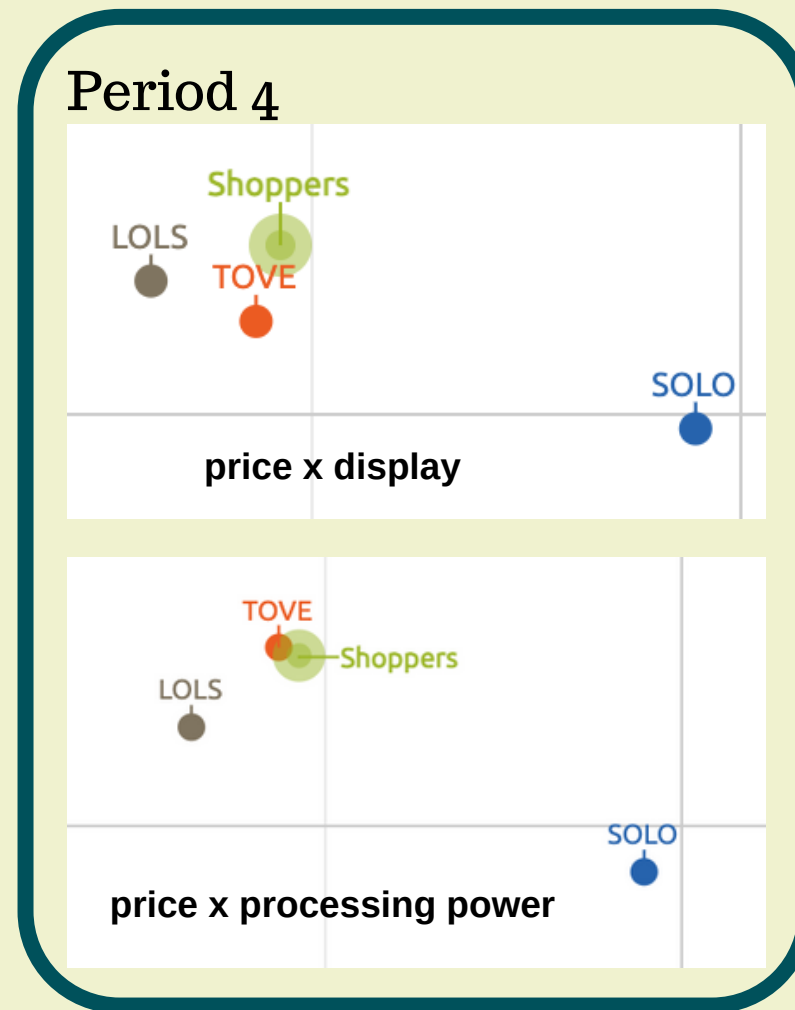 Period 4
Shoppers
LOLS
TOVE
SOLO
price x display
TOVE
Shoppers
LOLS
SOLO
price x processing power